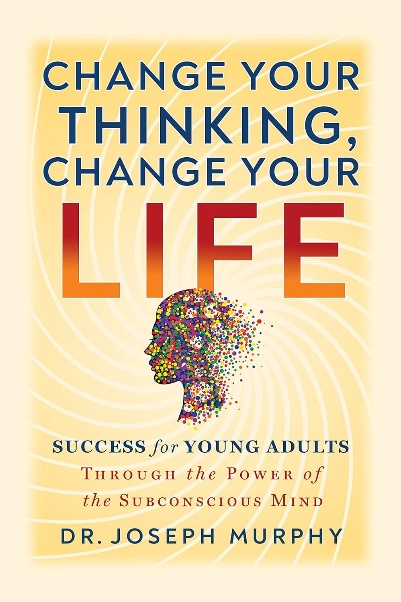 CHANGE YOUR
THINKING,
CHANGE YOUR
LIFE
SUCCESS for YOUNG ADULTS
THROUGH the POWER of
the SUBCONSCIOUS MIND
DR. JOSEPH MURPHY